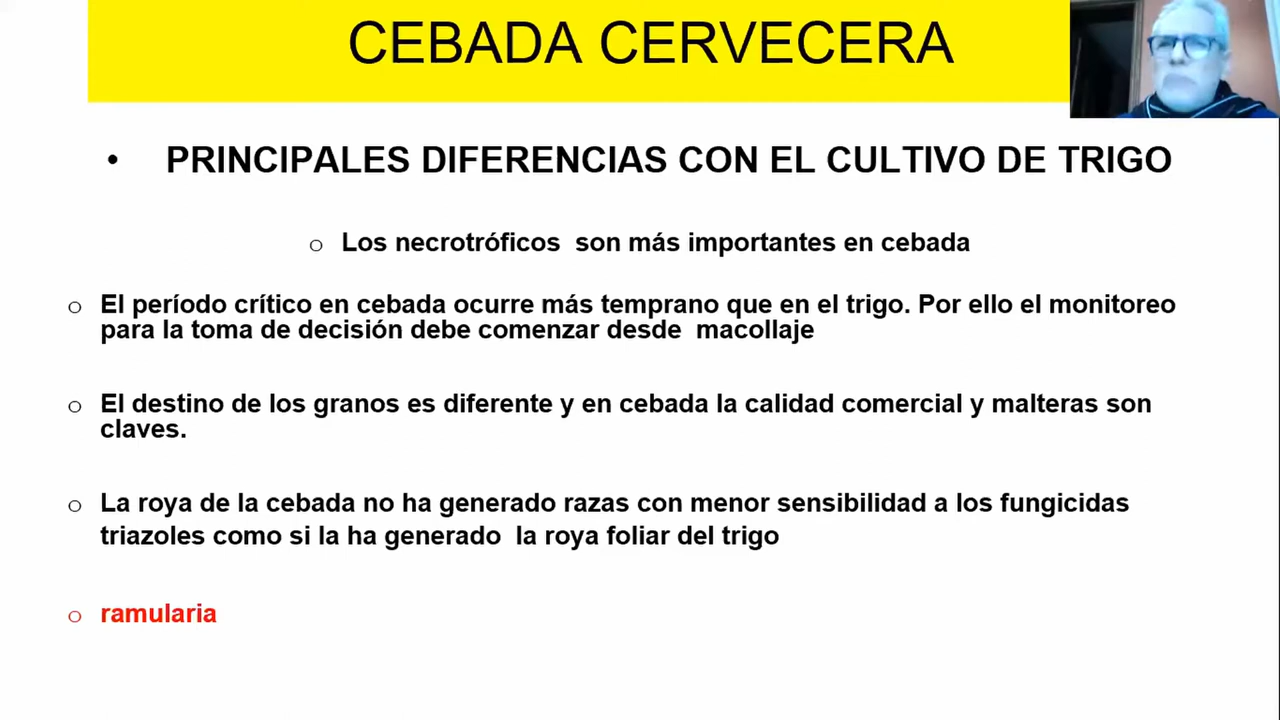 CEBADA CERVECERA
• PRINCIPALES DIFERENCIAS CON EL CULTIVO DE TRIGO
o Los necrotróficos son más importantes en cebada
o El período crítico en cebada ocurre más temprano que en el trigo. Por ello el monitoreo
para la toma de decisión debe comenzar desde macollaje
o El destino de los granos es diferente y en cebada la calidad comercial y malteras son
claves.
o La roya de la cebada no ha generado razas con menor sensibilidad a los fungicidas
triazoles como si la ha generado la roya foliar del trigo
o ramularia